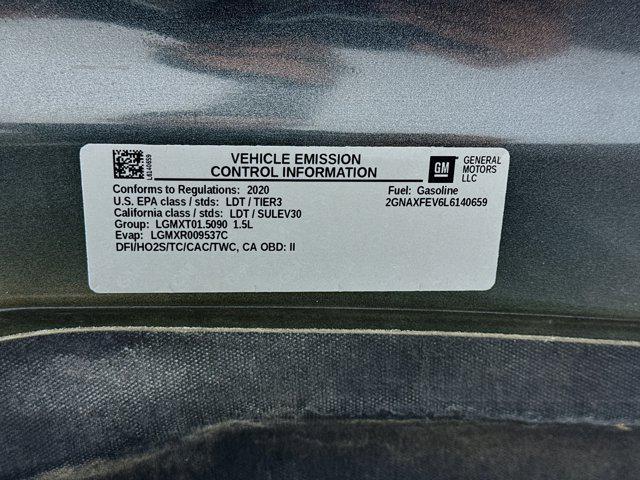 L6140659
VEHICLE EMISSION
CONTROL INFORMATION
GM
GENERAL
MOTORS
LLC
Conforms to Regulations: 2020
Fuel: Gasoline
U.S. EPA class / stds: LDT / TIER3
2GNAXFEV6L6140659
California class / stds: LDT / SULEV30
Group: LGMXT01.5090 1.5L
Evap: LGMXR009537C
DFI/HO2S/TC/CAC/TWC, CA OBD: II